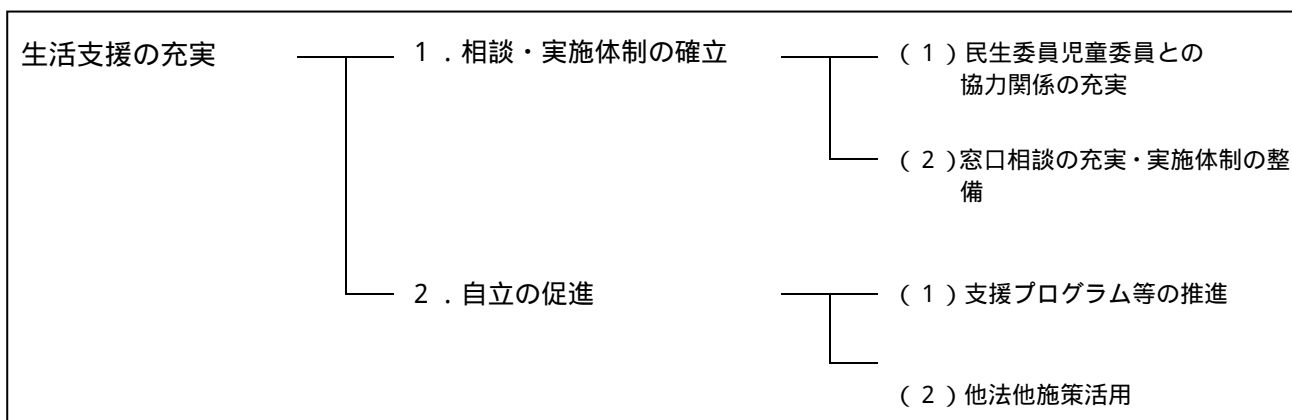 生活支援の充実
1．相談・実施体制の確立
（1）民生委員児童委員との
協力関係の充実
（2）窓口相談の充実・実施体制の整
備
2．自立の促進
（1）支援プログラム等の推進
（2）他法他施策活用